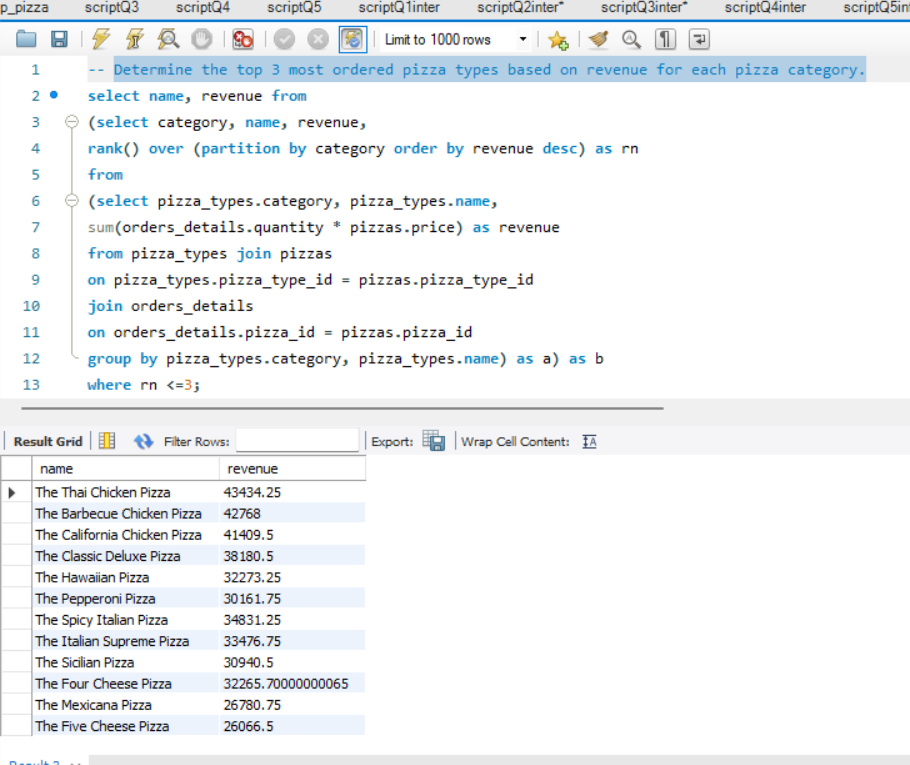 p_pizza scriptQ3 scriptQ4 scriptQ5 scriptQ1inter scriptQ2inter* scriptQ3inter* scriptQ4inter scriptQ5int
Limit to 1000 rows
1 -- Determine the top 3 most ordered pizza types based on revenue for each pizza category.
2 select name, revenue from
3 (select category, name, revenue,
4 rank() over (partition by category order by revenue desc) as rn
5 from
6 (select pizza_types.category, pizza_types.name,
7 sum(orders_details.quantity * pizzas.price) as revenue
8 from pizza_types join pizzas
9 on pizza_types.pizza_type_id = pizzas.pizza_type_id
10 join orders_details
11 on orders_details.pizza_id = pizzas.pizza_id
12 group by pizza_types.category, pizza_types.name) as a) as b
13 where rn <=3;
Result Grid Filter Rows: Export: Wrap Cell Content:
name revenue
The Thai Chicken Pizza 43434.25
The Barbecue Chicken Pizza 42768
The California Chicken Pizza 41409.5
The Classic Deluxe Pizza 38180.5
The Hawaiian Pizza 32273.25
The Pepperoni Pizza 30161.75
The Spicy Italian Pizza 34831.25
The Italian Supreme Pizza 33476.75
The Sicilian Pizza 30940.5
The Four Cheese Pizza 32265.70000000065
The Mexicana Pizza 26780.75
The Five Cheese Pizza 26066.5